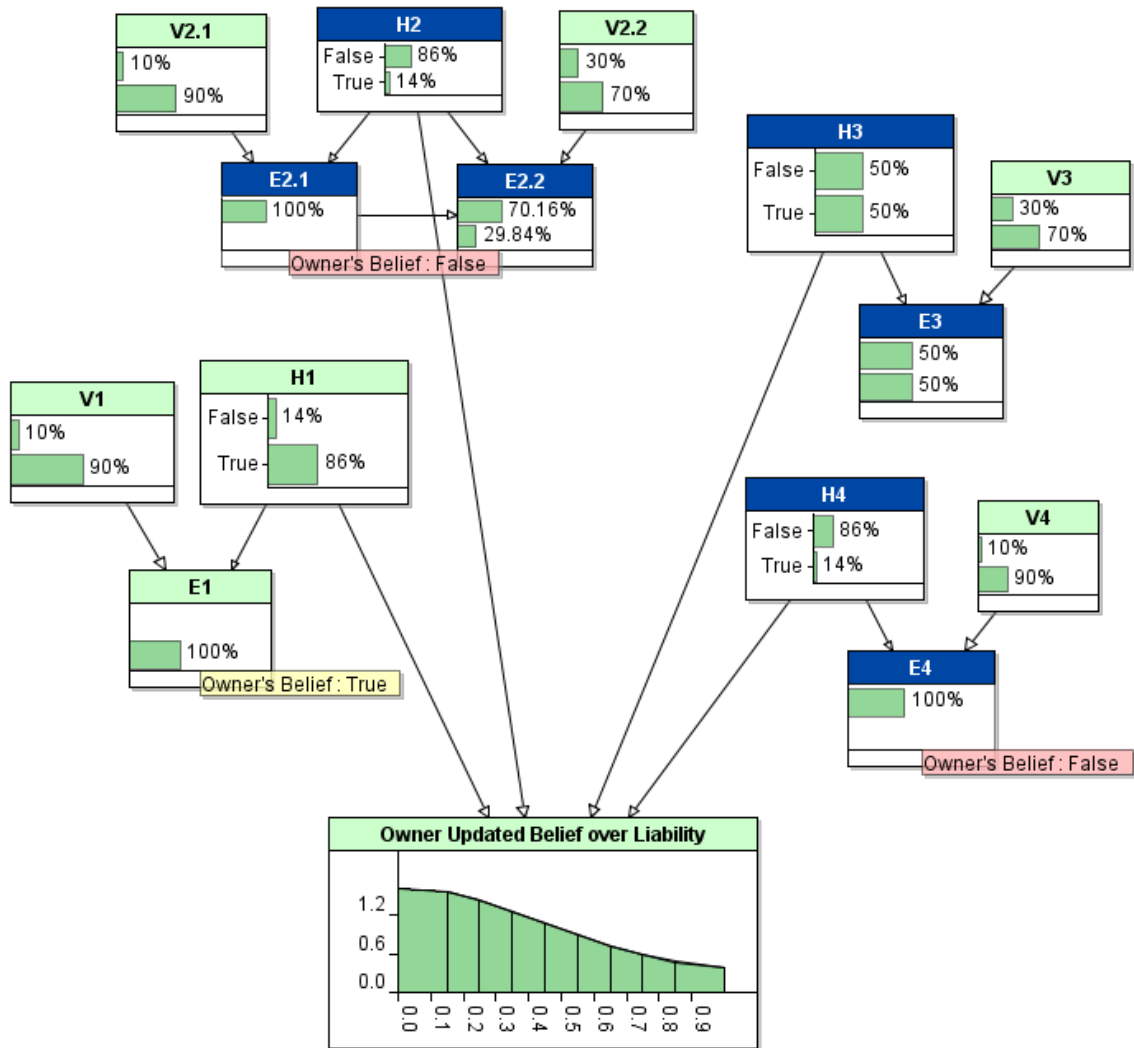 V2.1
10%
90%
H2
False
86%
True
14%
V2.2
30%
70%
E2.1
100%
Owner's Belief : False
E2.2
70.16%
29.84%
H3
False
50%
True
50%
V3
30%
70%
E3
50%
50%
V1
10%
90%
H1
False
14%
True
86%
E1
100%
Owner's Belief : True
H4
False
86%
True
14%
V4
10%
90%
E4
100%
Owner's Belief : False
Owner Updated Belief over Liability
1.2
0.6
0.0
0.0
0.1
0.2
0.3
0.4
0.5
0.6
0.7
0.8
0.9